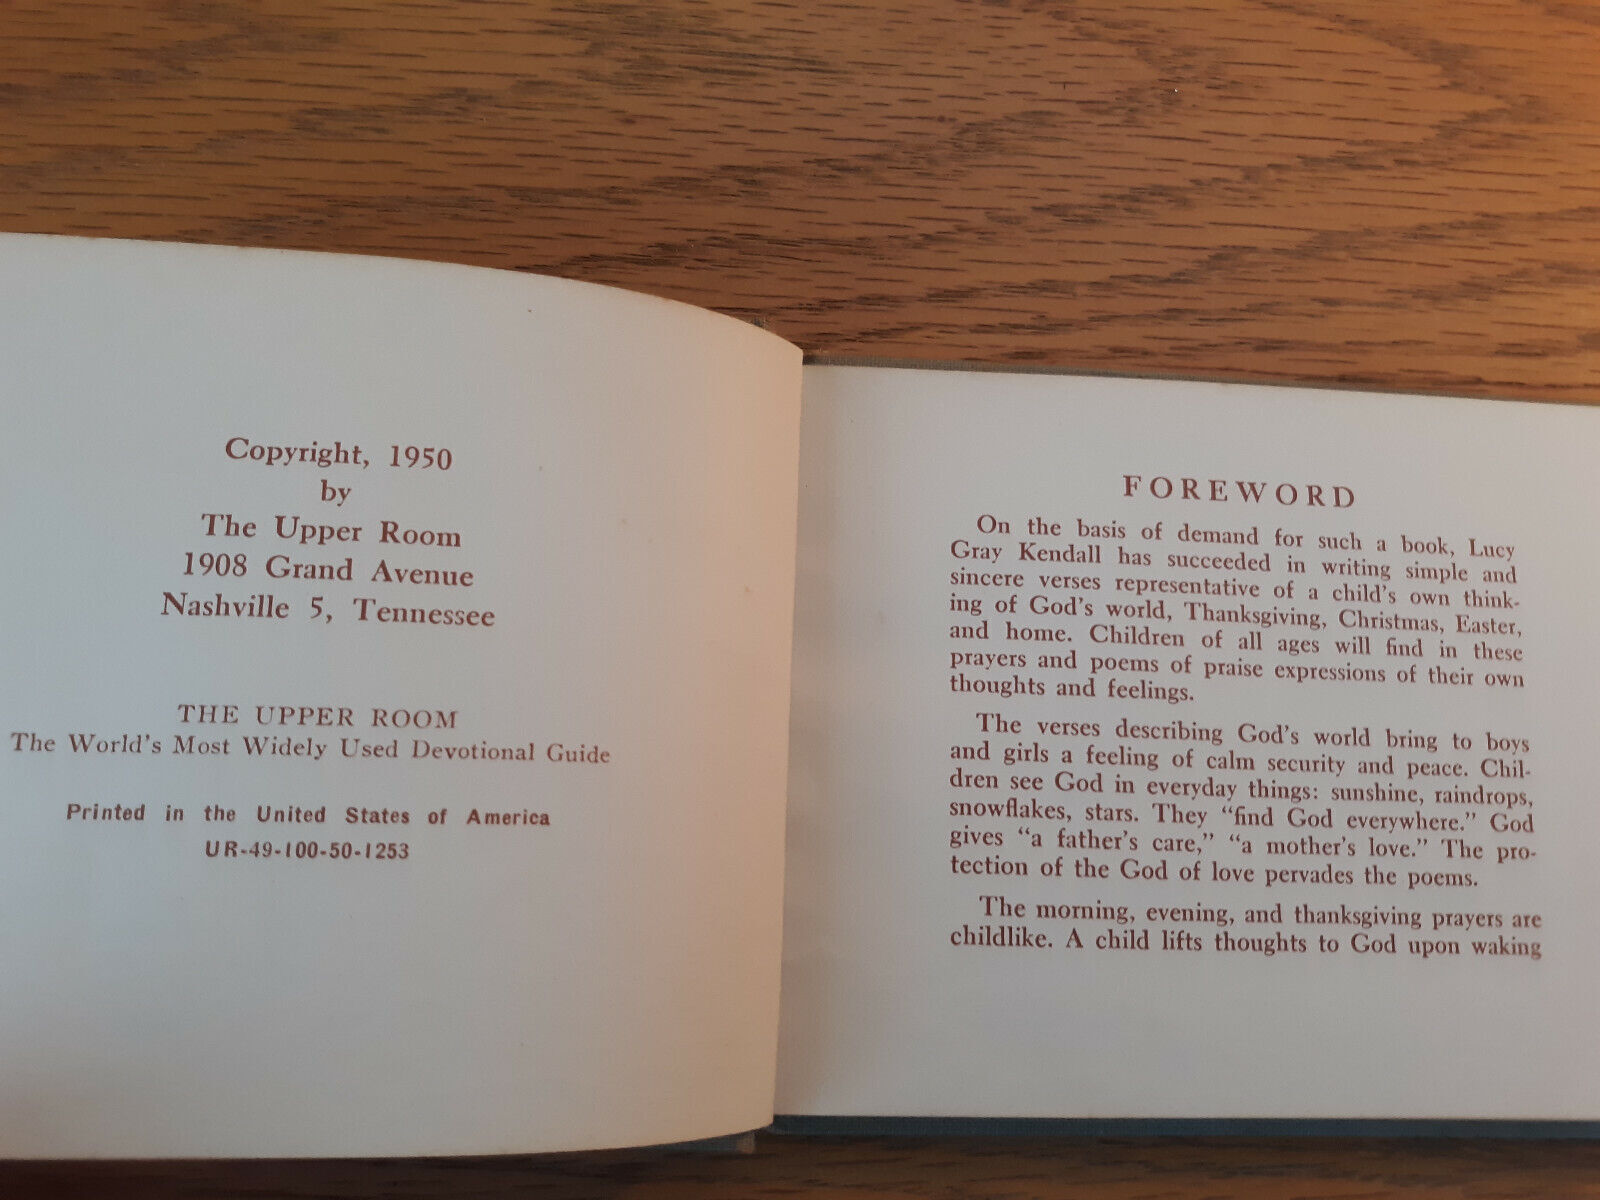 Copyright, 1950
by
The Upper Room
1908 Grand Avenue
Nashville 5, Tennessee
THE UPPER ROOM
The World's Most Widely Used Devotional Guide
Printed in the United States of America
UR-49-100-50-1253
FOREWORD
On the basis of demand for such a book, Lucy
Gray Kendall has succeeded in writing simple and
sincere verses representative of a child's own think-
ing of God's world, Thanksgiving, Christmas, Easter,
and home. Children of all ages will find in these
prayers and poems of praise expressions of their own
thoughts and feelings.
The verses describing God's world bring to boys
and girls a feeling of calm security and peace. Chil-
dren see God in everyday things: sunshine, raindrops,
snowflakes, stars. They “find God everywhere.” God
gives “a father's care,” “a mother's love.” The pro-
tection of the God of love pervades the poems.
The morning, evening, and thanksgiving prayers are
childlike. A child lifts thoughts to God upon waking